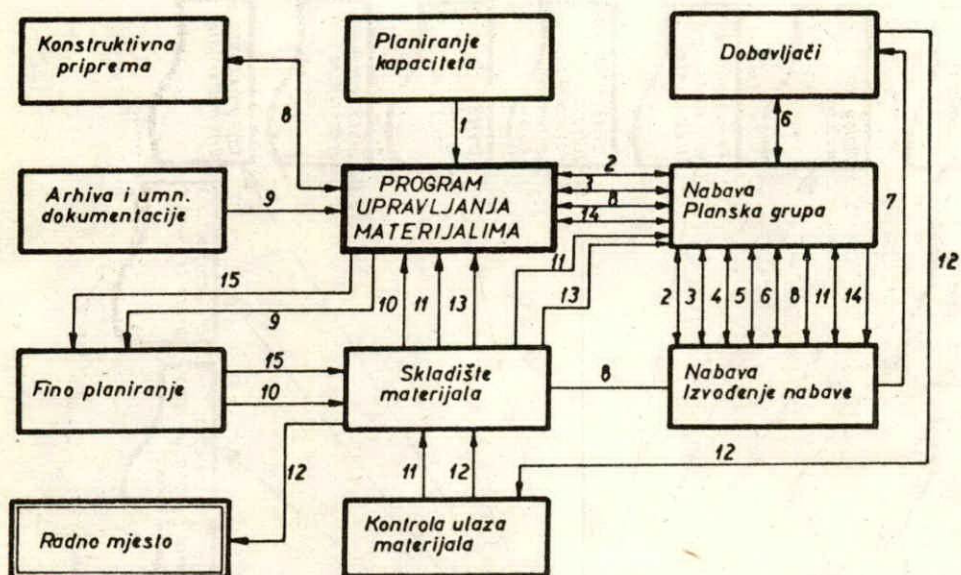 Konstruktivna
priprema
Planiranje
kapaciteta
Dobavljači
8
1
6
Arhiva i umn.
dokumentacije
9
PROGRAM
UPRAVLJANJA
MATERIJALIMA
2
3
8
14
Nabava
Planska grupa
7
12
15
9
10
11
13
11
13
2
3
4
5
6
8
11
14
Fino planiranje
15
10
Skladište
materijala
8
Nabava
Izvođenje nabave
12
11
12
12
Radno mjesto
Kontrola ulaza
materijala